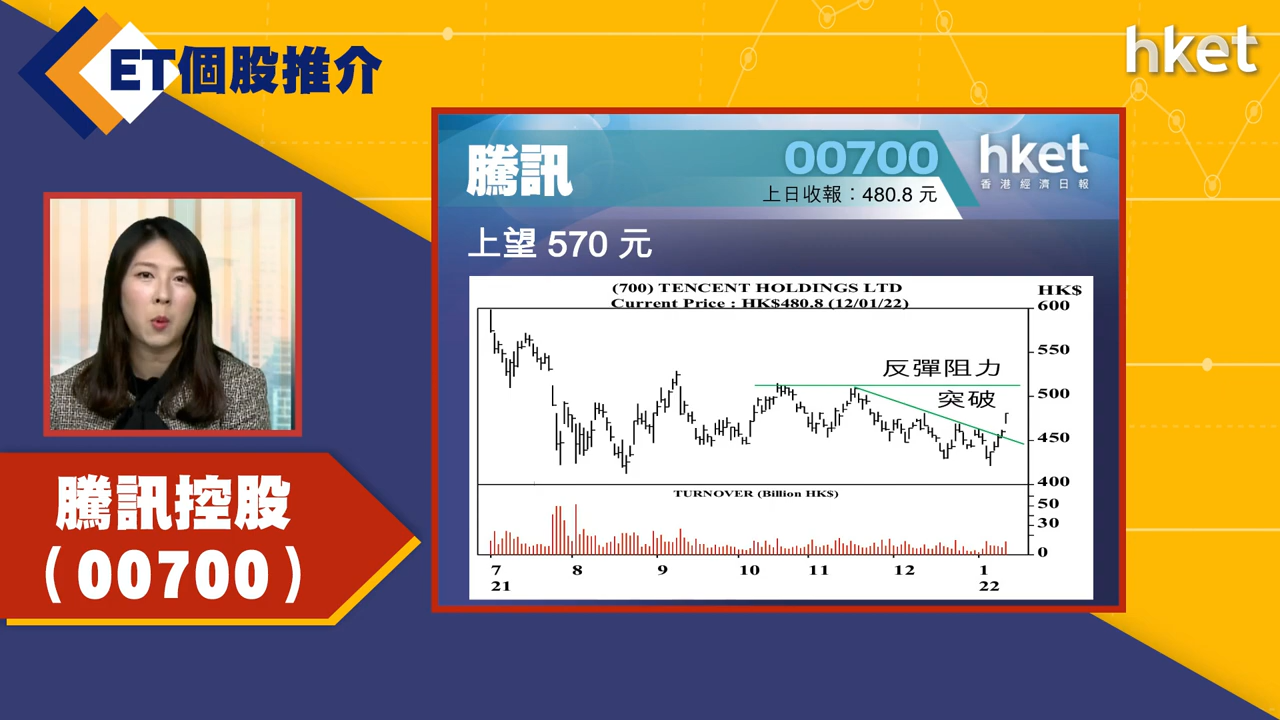 ET個股推介
hket
騰訊
00700
hket
香港經濟日報
上日收報：480.8 元
上望 570 元
(700) TENCENT HOLDINGS LTD
Current Price : HK$480.8 (12/01/22)
HK$
600
550
反彈阻力
500
突破
450
400
TURNOVER (Billion HK$)
50
30
0
7 8 9 10 11 12 1
21 22
騰訊控股
（00700）